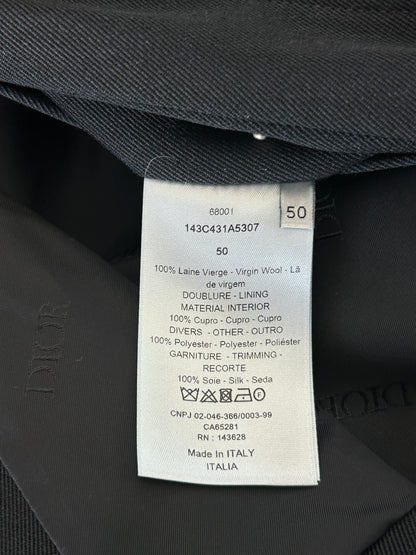 68001
50
143C431A5307
50
100% Laine Vierge - Virgin Wool - Lã
de virgem
DOUBLURE - LINING
MATERIAL INTERIOR
100% Cupro - Cupro - Cupro
DIVERS - OTHER - OUTRO
100% Polyester - Polyester - Poliéster
GARNITURE - TRIMMING -
RECORTE
100% Soie - Silk - Seda
CNPJ 02-046-366/0003-99
CA65281
RN : 143628
Made In ITALY
ITALIA
DIOR
DIOR
DIOR